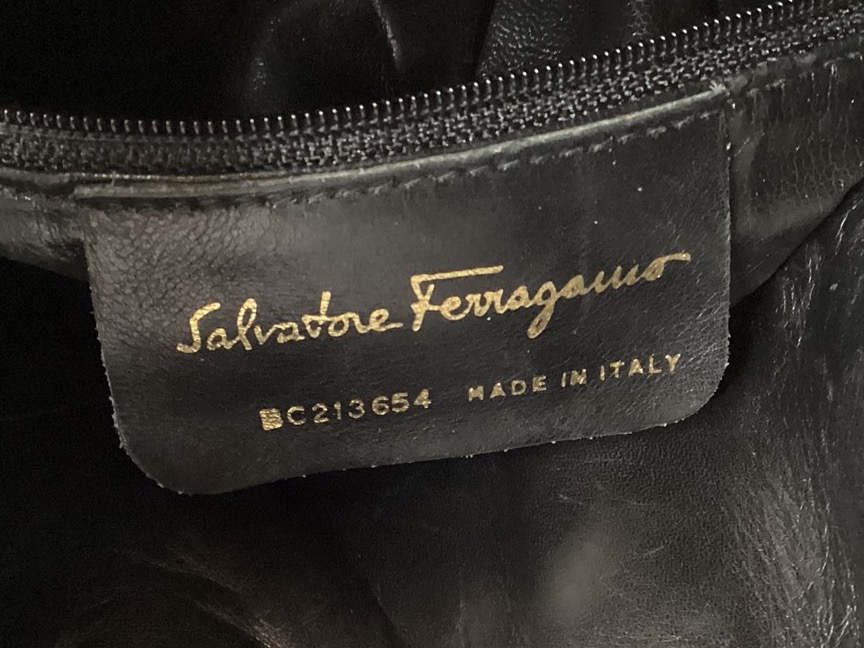 Salvatore Ferragamo
BC213654 MADE IN ITALY